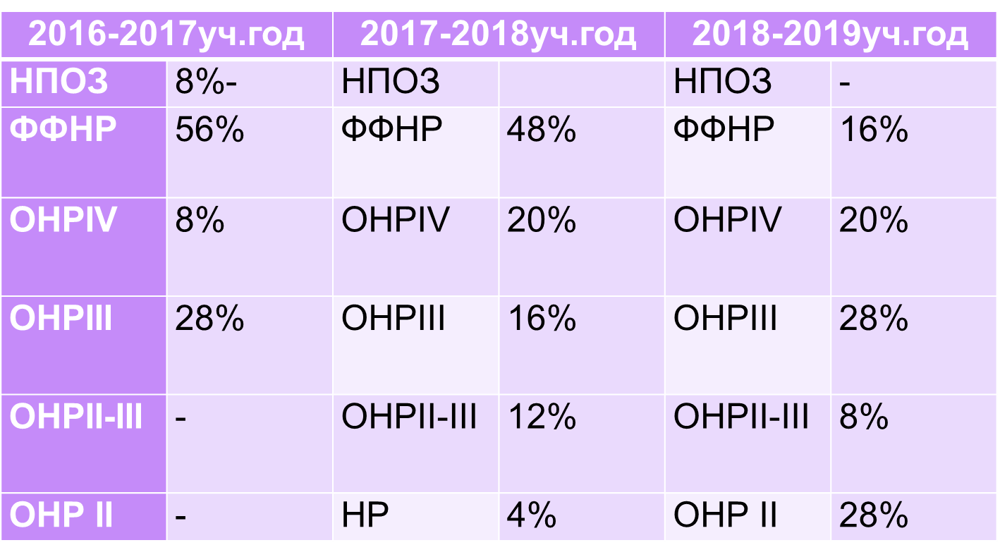 2016-2017уч.год 2017-2018уч.год 2018-2019уч.год
НПОЗ 8%- НПОЗ НПОЗ -
ФФНР 56% ФФНР 48% ФФНР 16%
ОНРIV 8% ОНРIV 20% ОНРIV 20%
ОНРIII 28% ОНРIII 16% ОНРIII 28%
ОНРII-III - ОНРII-III 12% ОНРII-III 8%
ОНР II - НР 4% ОНР II 28%